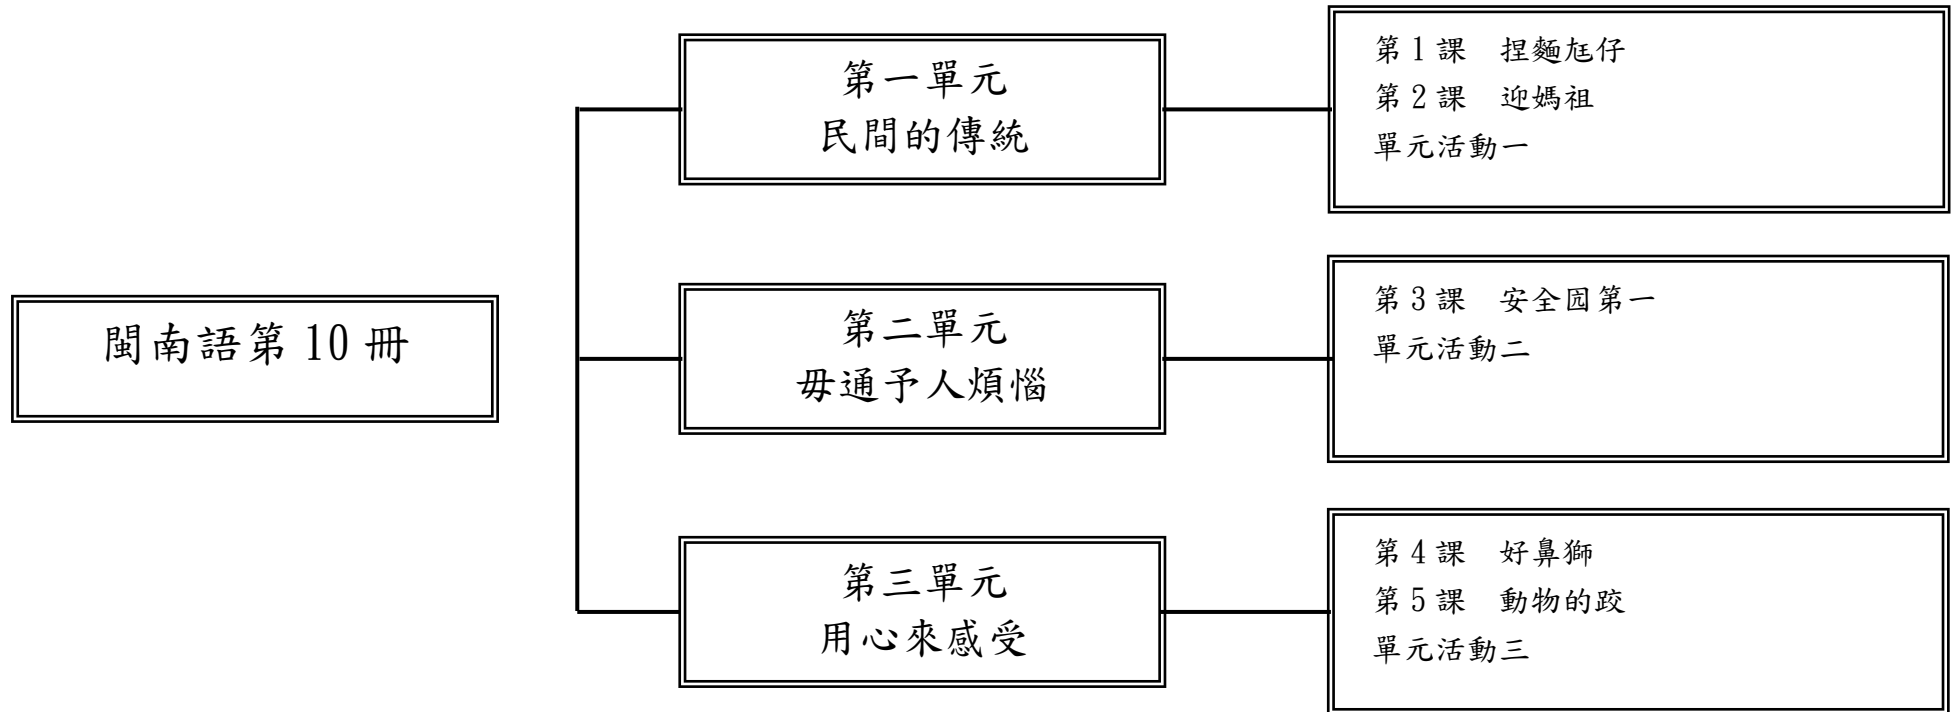 閩南語第 10 冊
第一單元
民間的傳統
第 1 課　捏麵尪仔
第 2 課　迎媽祖
單元活動一
第二單元
毋通予人煩惱
第 3 課　安全囥第一
單元活動二
第三單元
用心來感受
第 4 課　好鼻獅
第 5 課　動物的跤
單元活動三